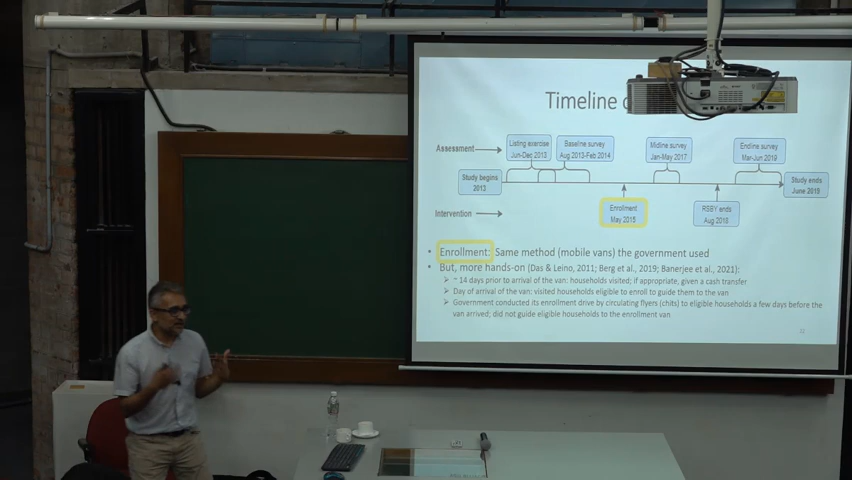 Timeline
Assessment
Listing exercise
Jun-Dec 2013
Baseline survey
Aug 2013-Feb 2014
Midline survey
Jan-May 2017
Endline survey
Mar-Jun 2019
Study begins
2013
Study ends
June 2019
Intervention
Enrollment
May 2015
RSBY ends
Aug 2018
• Enrollment: Same method (mobile vans) the government used
• But, more hands-on (Das & Leino, 2011; Berg et al., 2019; Banerjee et al., 2021):
➢ ~ 14 days prior to arrival of the van: households visited; if appropriate, given a cash transfer
➢ Day of arrival of the van: visited households eligible to enroll to guide them to the van
➢ Government conducted its enrollment drive by circulating flyers (chits) to eligible households a few days before
the van arrived; did not guide eligible households to the enrollment van